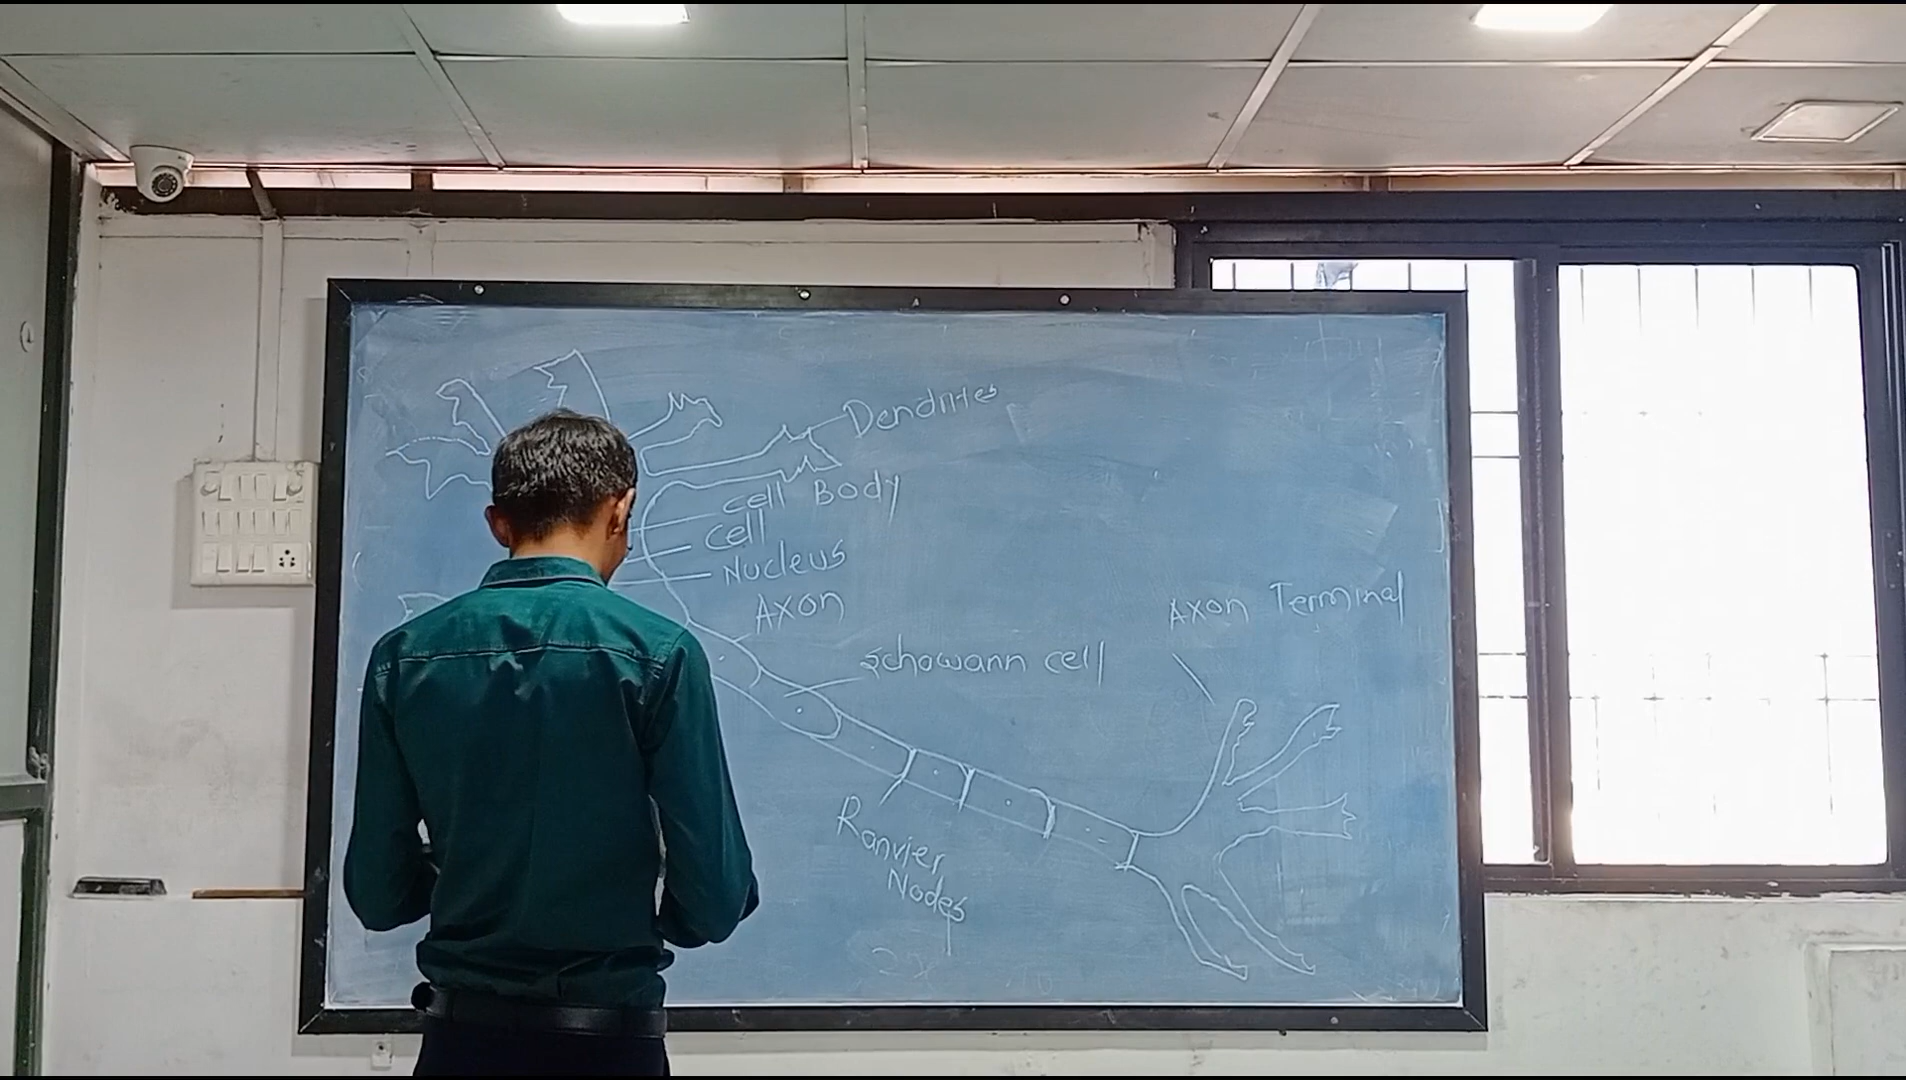 Dendrites
cell Body
cell
Nucleus
Axon
Axon Terminal
Schowann cell
Ranvier
Nodes